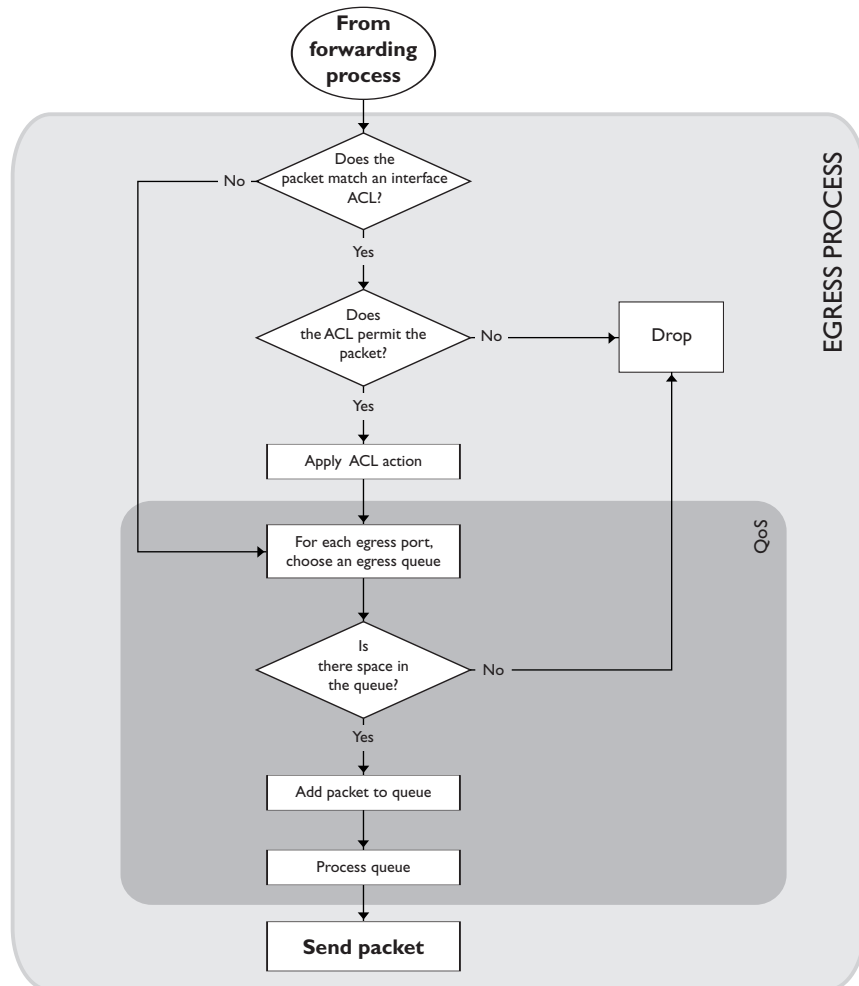 From
forwarding
process
EGRESS PROCESS
Does the
packet match an interface
ACL?
No
Yes
Does
the ACL permit the
packet?
No
Drop
Yes
Apply ACL action
QoS
For each egress port,
choose an egress queue
Is
there space in
the queue?
No
Yes
Add packet to queue
Process queue
Send packet